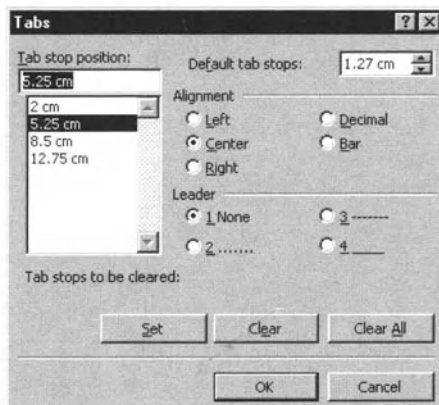 Tabs
Tab stop position:
5.25 cm
2 cm
5.25 cm
8.5 cm
12.75 cm
Default tab stops: 1.27 cm
Alignment
Left Decimal
Center Bar
Right
Leader
1 None 3 -------
2 ....... 4 ____
Tab stops to be cleared:
Set Clear Clear All
OK Cancel